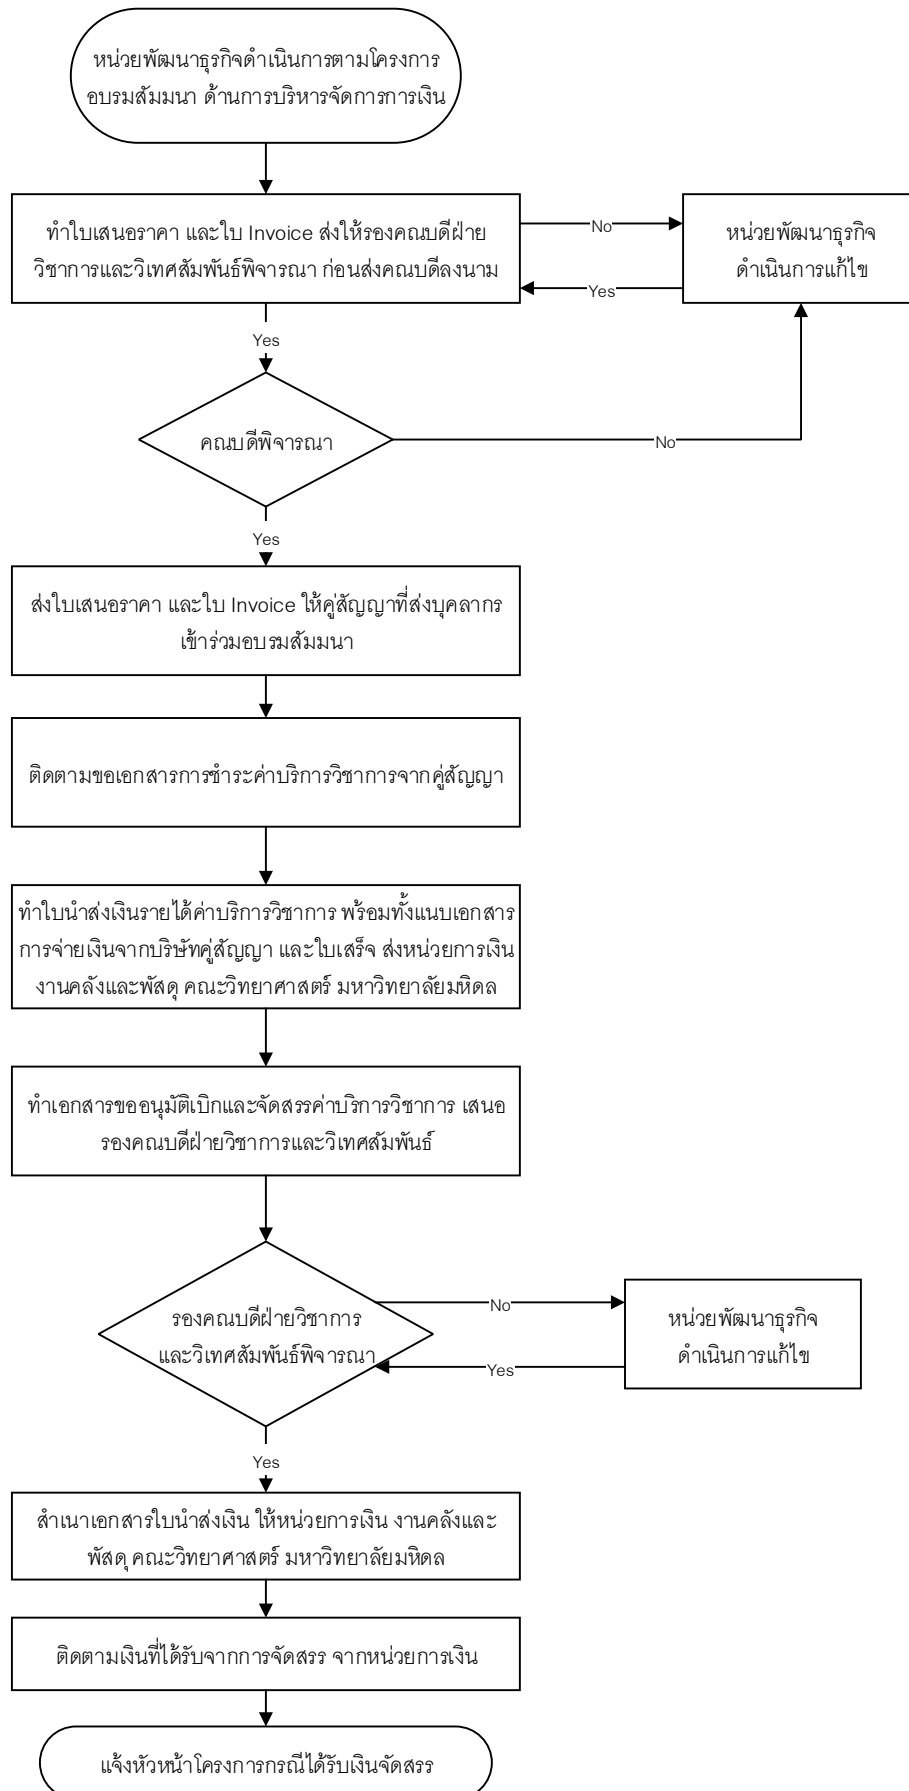 หน่วยพัฒนาธุรกิจดำเนินการตามโครงการ
อบรมสัมมนา ด้านการบริหารจัดการการเงิน
ทำใบเสนอราคา และใบ Invoice ส่งให้รองคณบดีฝ่าย
วิชาการและวิเทศสัมพันธ์พิจารณา ก่อนส่งคณบดีลงนาม
No
Yes
หน่วยพัฒนาธุรกิจ
ดำเนินการแก้ไข
Yes
คณบดีพิจารณา
No
Yes
ส่งใบเสนอราคา และใบ Invoice ให้คู่สัญญาที่ส่งบุคลากร
เข้าร่วมอบรมสัมมนา
ติดตามขอเอกสารการชำระค่าบริการวิชาการจากคู่สัญญา
ทำใบนำส่งเงินรายได้ค่าบริการวิชาการ พร้อมทั้งแนบเอกสาร
การจ่ายเงินจากบริษัทคู่สัญญา และใบเสร็จ ส่งหน่วยการเงิน
งานคลังและพัสดุ คณะวิทยาศาสตร์ มหาวิทยาลัยมหิดล
ทำเอกสารขออนุมัติเบิกและจัดสรรค่าบริการวิชาการ เสนอ
รองคณบดีฝ่ายวิชาการและวิเทศสัมพันธ์
รองคณบดีฝ่ายวิชาการ
และวิเทศสัมพันธ์พิจารณา
No
Yes
หน่วยพัฒนาธุรกิจ
ดำเนินการแก้ไข
Yes
สำเนาเอกสารใบนำส่งเงิน ให้หน่วยการเงิน งานคลังและ
พัสดุ คณะวิทยาศาสตร์ มหาวิทยาลัยมหิดล
ติดตามเงินที่ได้รับจากการจัดสรร จากหน่วยการเงิน
แจ้งหัวหน้าโครงการกรณีได้รับเงินจัดสรร